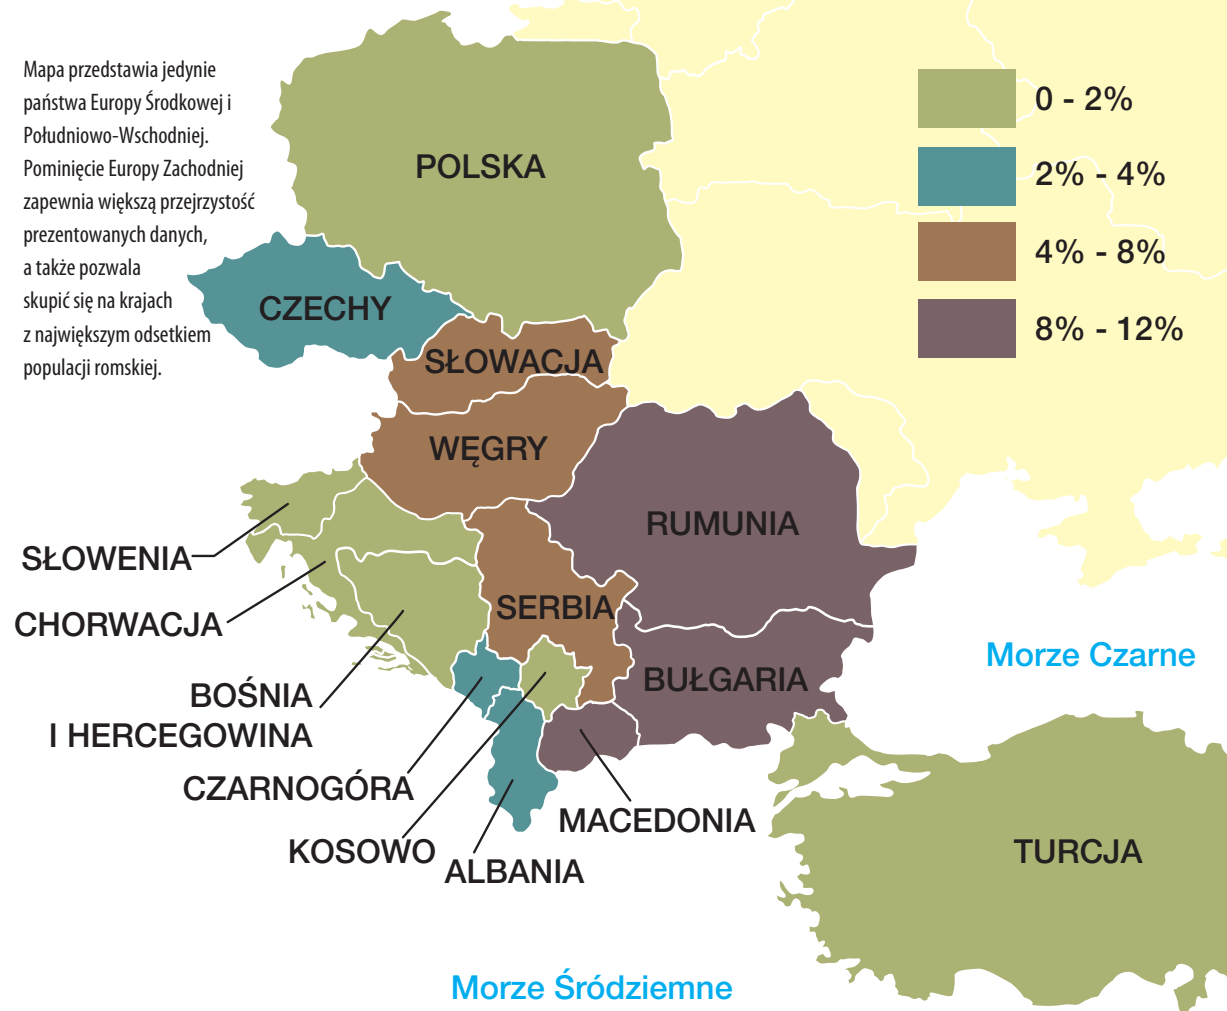 Mapa przedstawia jedynie
państwa Europy Środkowej i
Południowo-Wschodniej.
Pominięcie Europy Zachodniej
zapewnia większą przejrzystość
prezentowanych danych,
a także pozwala
skupić się na krajach
z największym odsetkiem
populacji romskiej.
0 - 2%
2% - 4%
4% - 8%
8% - 12%
POLSKA
CZECHY
SŁOWACJA
WĘGRY
RUMUNIA
SŁOWENIA
CHORWACJA
SERBIA
BOŚNIA
I HERCEGOWINA
BUŁGARIA
Morze Czarne
CZARNOGÓRA
KOSOWO
ALBANIA
MACEDONIA
TURCJA
Morze Śródziemne